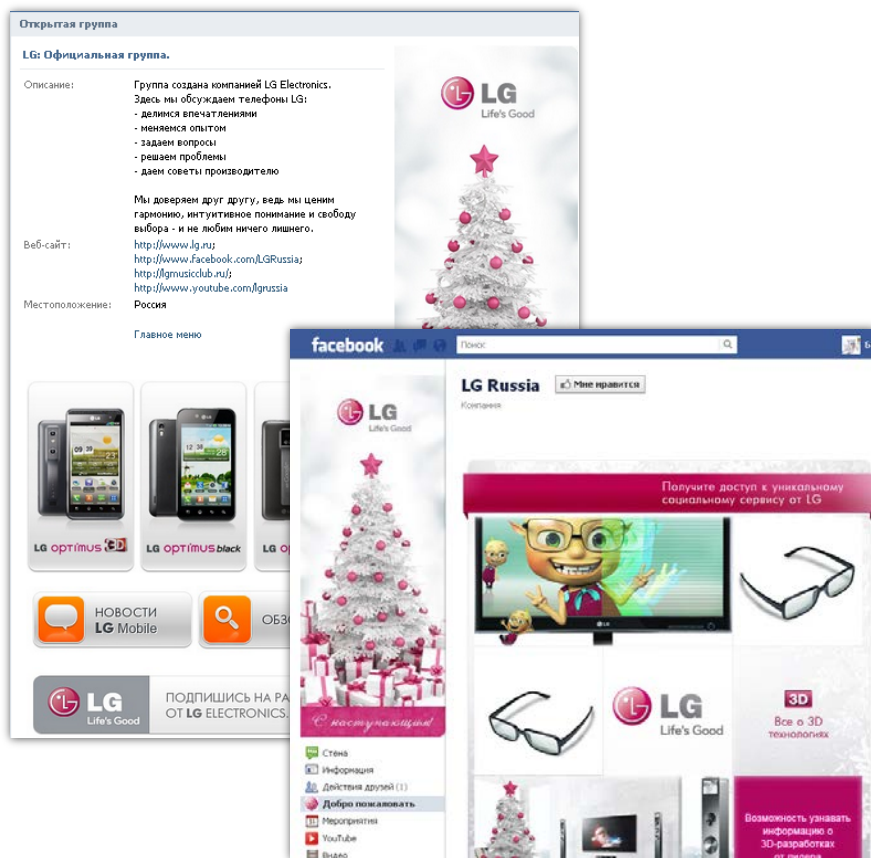 Открытая группа
LG: Официальная группа.
Описание:
Группа создана компанией LG Electronics.
Здесь мы обсуждаем телефоны LG:
- делимся впечатлениями
- меняемся опытом
- задаем вопросы
- решаем проблемы
- даем советы производителю
Мы доверяем друг другу, ведь мы ценим
гармонию, интуитивное понимание и свободу
выбора - и не любим ничего лишнего.
Веб-сайт:
http://www.lg.ru;
http://www.facebook.com/LGRussia;
http://lgmusicclub.ru/;
http://www.youtube.com/lgrussia
Местоположение:
Россия
Главное меню
LG
Life's Good
LG optimus 3D
LG optimus black
LG op
НОВОСТИ
LG Mobile
ОБЗ
LG
Life's Good
ПОДПИШИСЬ НА РА
ОТ LG ELECTRONICS.
facebook
Поиск
Б
LG
Life's Good
С наступающим!
Стена
Информация
Действия друзей (1)
Добро пожаловать
Мероприятия
YouTube
Видео
LG Russia
Мне нравится
Компания
Получите доступ к уникальному
социальному сервису от LG
LG
LG
Life's Good
3D
Все о 3D
технологиях
Возможность узнавать
информацию о
3D-разработках
от лидера